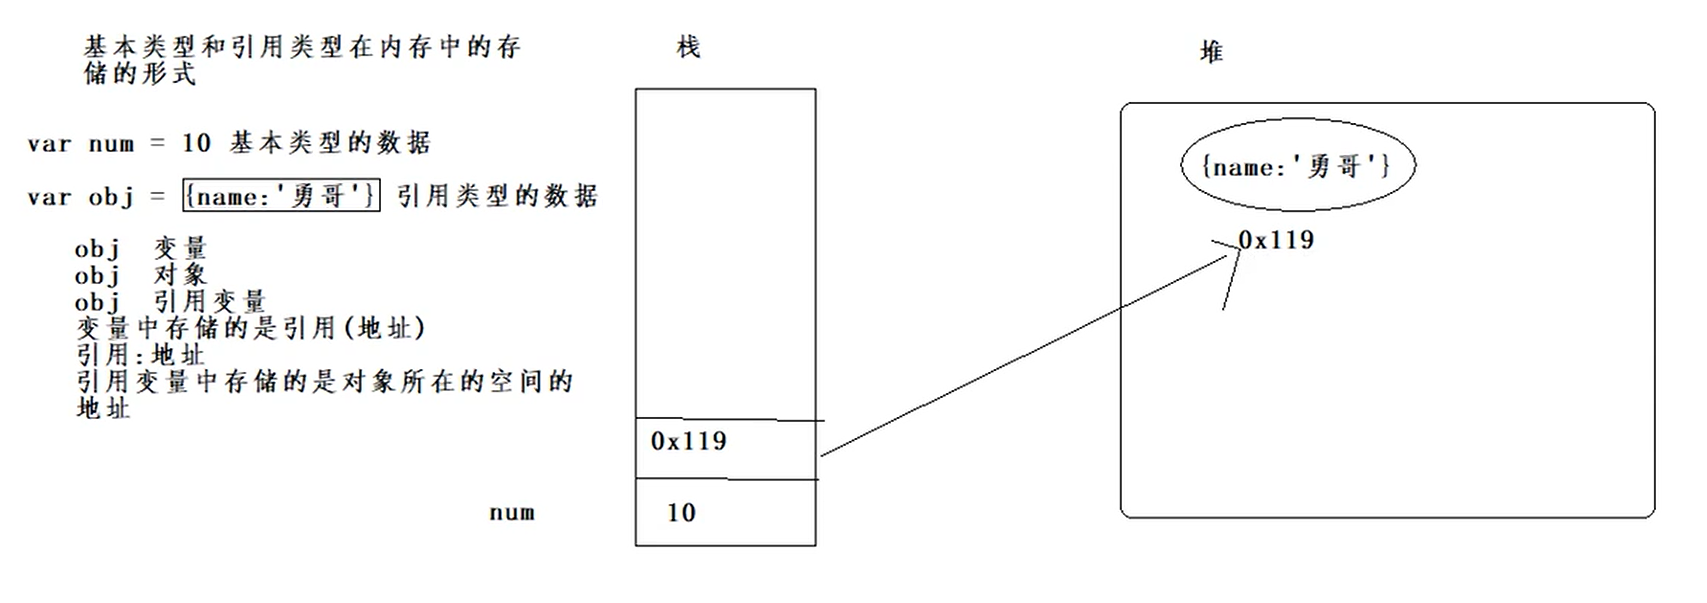 基本类型和引用类型在内存中的存
储的形式
栈
堆
var num = 10 基本类型的数据
var obj = {name:'勇哥'} 引用类型的数据
obj 变量
obj 对象
obj 引用变量
变量中存储的是引用(地址)
引用:地址
引用变量中存储的是对象所在的空间的
地址
{name:'勇哥'}
0x119
0x119
num
10